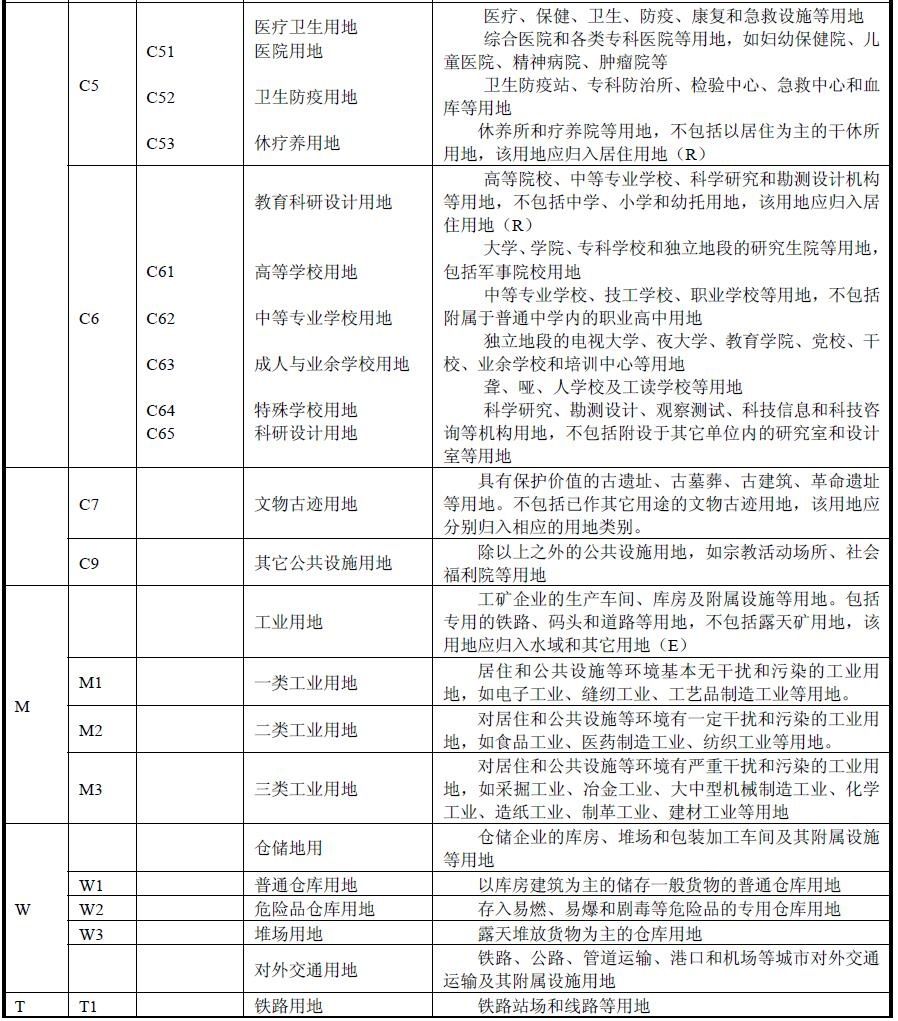 医疗卫生用地
医疗、保健、卫生、防疫、康复和急救设施等用地
C51
医院用地
综合医院和各类专科医院等用地，如妇幼保健院、儿
童医院、精神病院、肿瘤院等
C5
C52
卫生防疫用地
卫生防疫站、专科防治所、检验中心、急救中心和血
库等用地
C53
休疗养用地
休养所和疗养院等用地，不包括以居住为主的干休所
用地，该用地应归入居住用地（R）
教育科研设计用地
高等院校、中等专业学校、科学研究和勘测设计机构
等用地，不包括中学、小学和幼托用地，该用地应归入居
住用地（R）
C61
高等学校用地
大学、学院、专科学校和独立地段的研究生院等用地，
包括军事院校用地
C6
C62
中等专业学校用地
中等专业学校、技工学校、职业学校等用地，不包括
附属于普通中学内的职业高中用地
C63
成人与业余学校用地
独立地段的电视大学、夜大学、教育学院、党校、干
校、业余学校和培训中心等用地
C64
特殊学校用地
聋、哑、人学校及工读学校等用地
C65
科研设计用地
科学研究、勘测设计、观察测试、科技信息和科技咨
询等机构用地，不包括附设于其它单位内的研究室和设计
室等用地
C7
文物古迹用地
具有保护价值的古遗址、古墓葬、古建筑、革命遗址
等用地。不包括已作其它用途的文物古迹用地，该用地应
分别归入相应的用地类别。
C9
其它公共设施用地
除以上之外的公共设施用地，如宗教活动场所、社会
福利院等用地
M
工业用地
工矿企业的生产车间、库房及附属设施等用地。包括
专用的铁路、码头和道路等用地，不包括露天矿用地，该
用地应归入水域和其它用地（E）
M1
一类工业用地
居住和公共设施等环境基本无干扰和污染的工业用
地，如电子工业、缝纫工业、工艺品制造工业等用地。
M2
二类工业用地
对居住和公共设施等环境有一定干扰和污染的工业用
地，如食品工业、医药制造工业、纺织工业等用地。
M3
三类工业用地
对居住和公共设施等环境有严重干扰和污染的工业用
地，如采掘工业、冶金工业、大中型机械制造工业、化学
工业、造纸工业、制革工业、建材工业等用地
W
仓储地用
仓储企业的库房、堆场和包装加工车间及其附属设施
等用地
W1
普通仓库用地
以库房建筑为主的储存一般货物的普通仓库用地
W2
危险品仓库用地
存入易燃、易爆和剧毒等危险品的专用仓库用地
W3
堆场用地
露天堆放货物为主的仓库用地
对外交通用地
铁路、公路、管道运输、港口和机场等城市对外交通
运输及其附属设施用地
T
T1
铁路用地
铁路站场和线路等用地